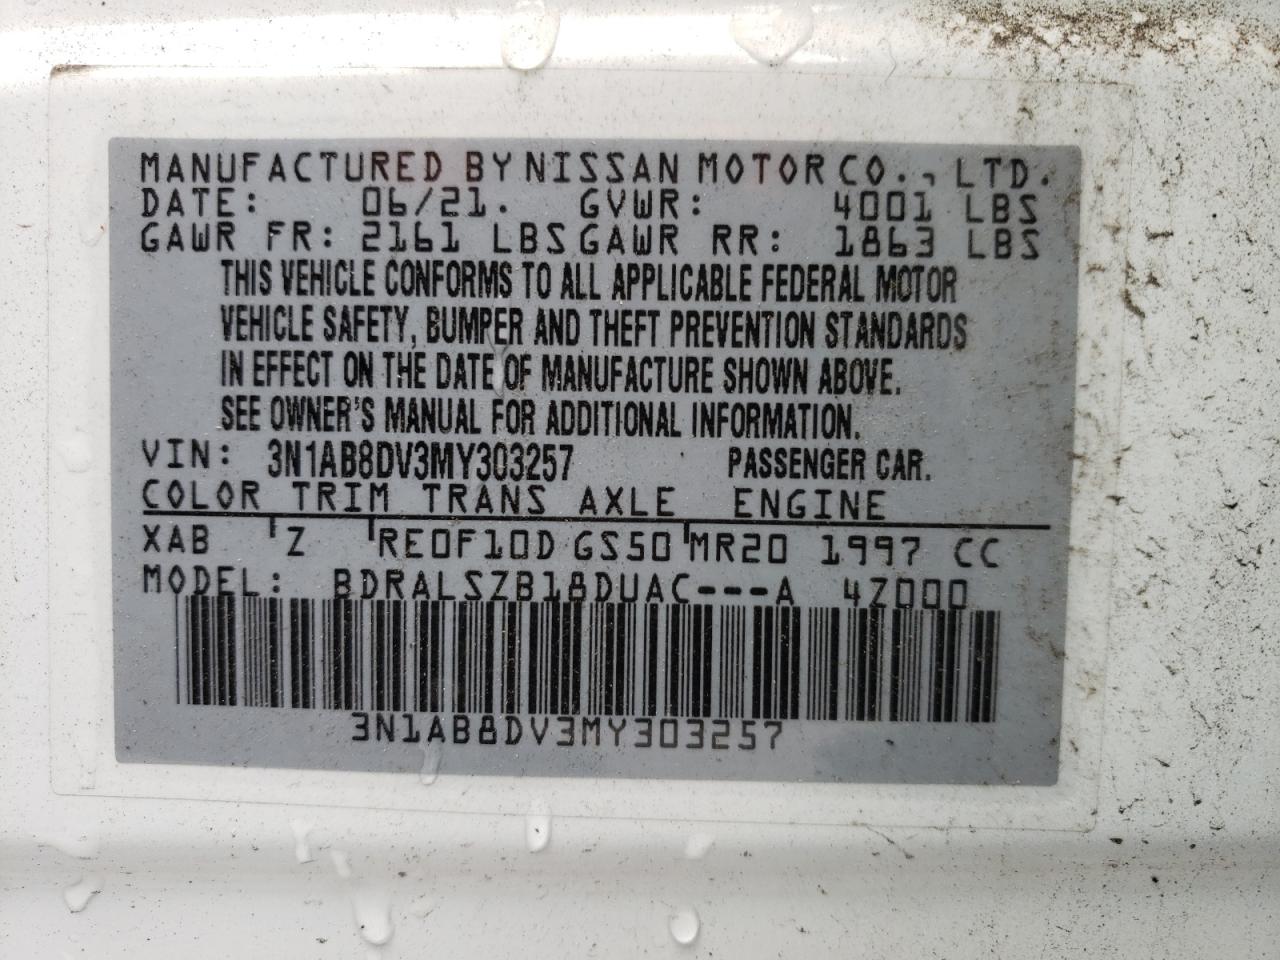 MANUFACTURED BY NISSAN MOTOR CO., LTD.
DATE: 06/21. GVWR: 4001 LBS
GAWR FR: 2161 LBS GAWR RR: 1863 LBS
THIS VEHICLE CONFORMS TO ALL APPLICABLE FEDERAL MOTOR
VEHICLE SAFETY, BUMPER AND THEFT PREVENTION STANDARDS
IN EFFECT ON THE DATE OF MANUFACTURE SHOWN ABOVE.
SEE OWNER'S MANUAL FOR ADDITIONAL INFORMATION.
VIN: 3N1AB8DV3MY303257 PASSENGER CAR.
COLOR TRIM TRANS AXLE ENGINE
XAB Z RE0F10D GS50 MR20 1997 CC
MODEL: BDRALSZB18DUAC---A 4Z000
3N1AB8DV3MY303257